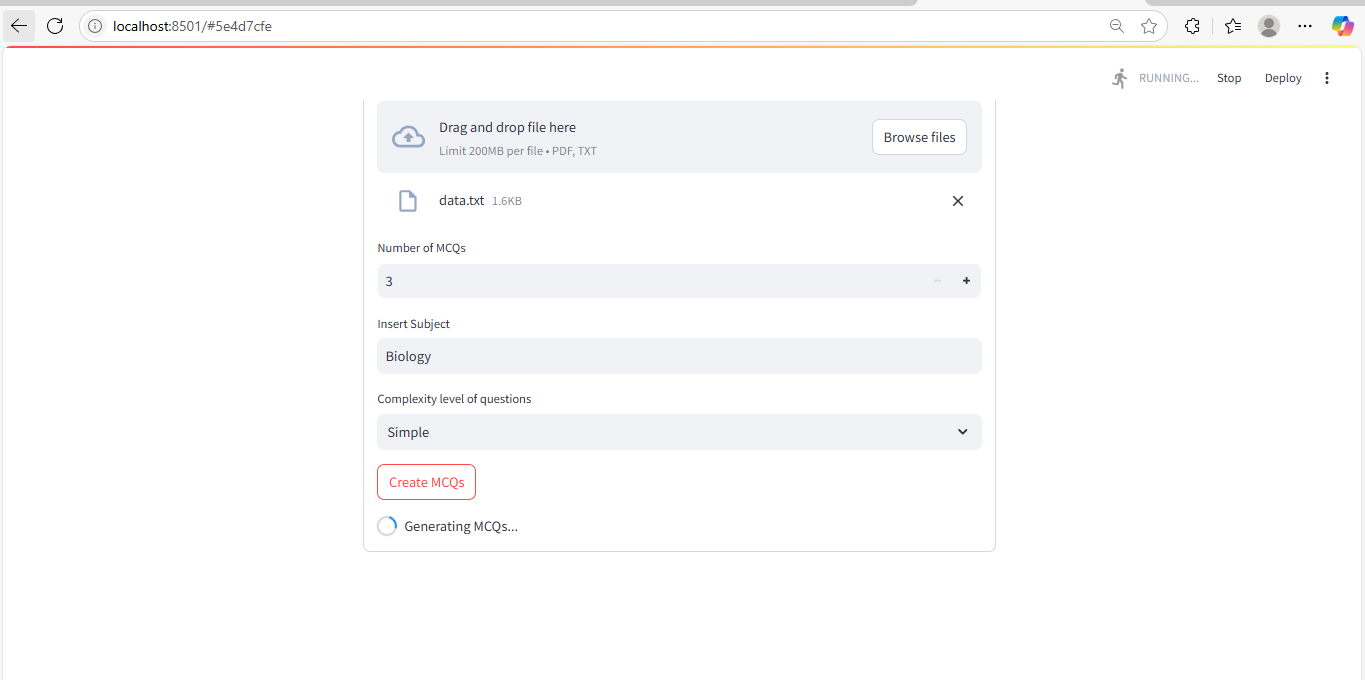 localhost:8501/#5e4d7cfe
RUNNING... Stop Deploy
Drag and drop file here
Limit 200MB per file • PDF, TXT
Browse files
data.txt 1.6KB
Number of MCQs
3
Insert Subject
Biology
Complexity level of questions
Simple
Create MCQs
Generating MCQs...